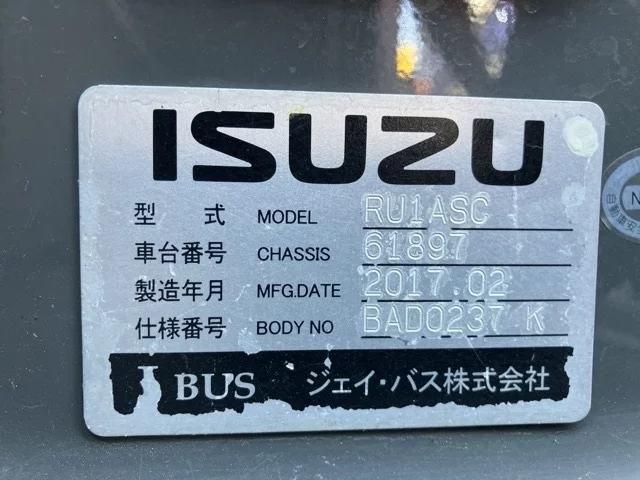 ISUZU
型 式 MODEL RU1ASC
車台番号 CHASSIS 61897
製造年月 MFG.DATE 2017.02
仕様番号 BODY NO BAD0237 K
J BUS ジェイ・バス株式会社